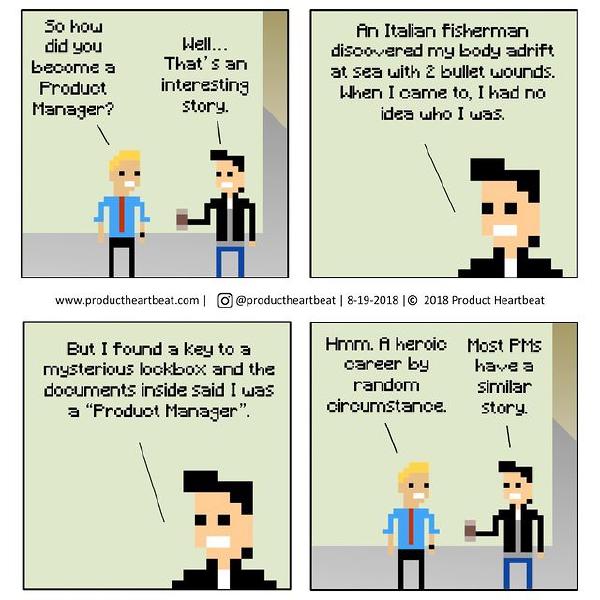 So how
did you
become a
Product
Manager?
Well...
That's an
interesting
story.
An Italian fisherman
discovered my body adrift
at sea with 2 bullet wounds.
When I came to, I had no
idea who I was.
www.productheartbeat.com | @productheartbeat | 8-19-2018 |© 2018 Product Heartbeat
But I found a key to a
mysterious lockbox and the
documents inside said I was
a "Product Manager".
Hmm. A heroic
career by
random
circumstance.
Most PMs
have a
similar
story.